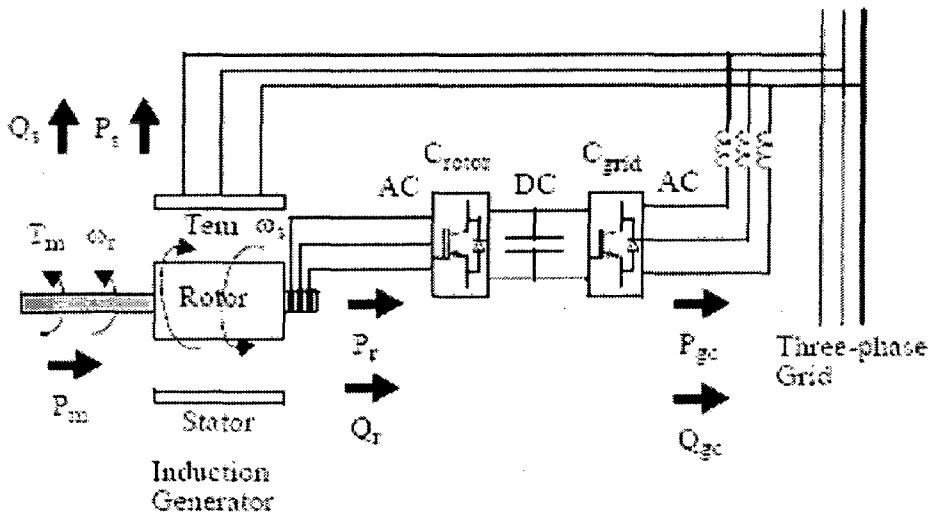 Qs Ps
Crotor Cgrid
AC DC AC
Tem ωs
Tm ωr
Rotor
Pr Pgc
Three-phase
Grid
Pm
Stator Qr Qgc
Induction
Generator